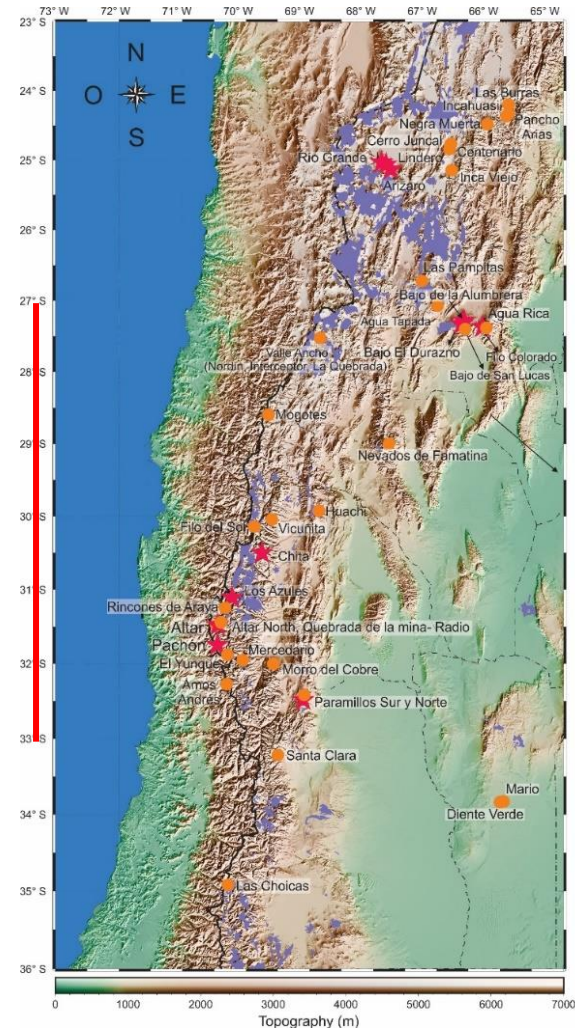 73° W 71° W 70° W 69° W 68° W 67° W 66° W 65° W
23° S
24° S
25° S
26° S
27° S
28° S
29° S
30° S
31° S
32° S
33° S
34° S
35° S
36° S
N
O E
S
Las Burras
Incahuasi
Pancho
Arias
Negra Muerta
Cerro Juncal
Centenario
Rio Grande
Lindero
Inca Viejo
Arizaro
Las Pampitas
Bajo de la Alumbrera
Agua Rica
Agua Tapada
Bajo El Durazno
Filo Colorado
Bajo de San Lucas
Valle Ancho
(Nordin, Interceptor, La Quebrada)
Mogotes
Nevados de Famatina
Huachi
Filo del Sol
Vicuñita
Chita
Los Azules
Rincones de Araya
Altar
Altar North, Quebrada de la mina- Radio
Pachón
Mercedario
El Yunque
Morro del Cobre
Amos
Andrés
Paramillos Sur y Norte
Santa Clara
Mario
Diente Verde
Las Choicas
0 2000 3000 4000 5000 6000 7000
Topography (m)